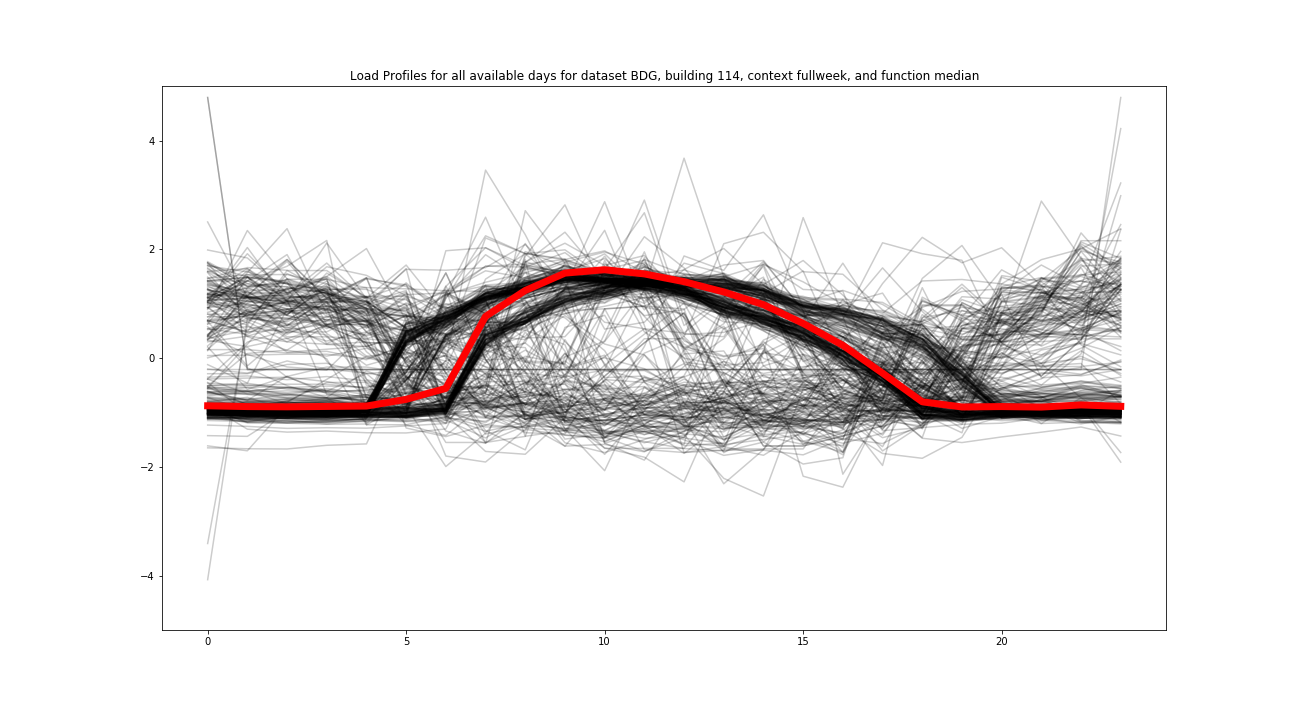 Load Profiles for all available days for dataset BDG, building 114, context fullweek, and function median
4
2
0
−2
−4
0 5 10 15 20